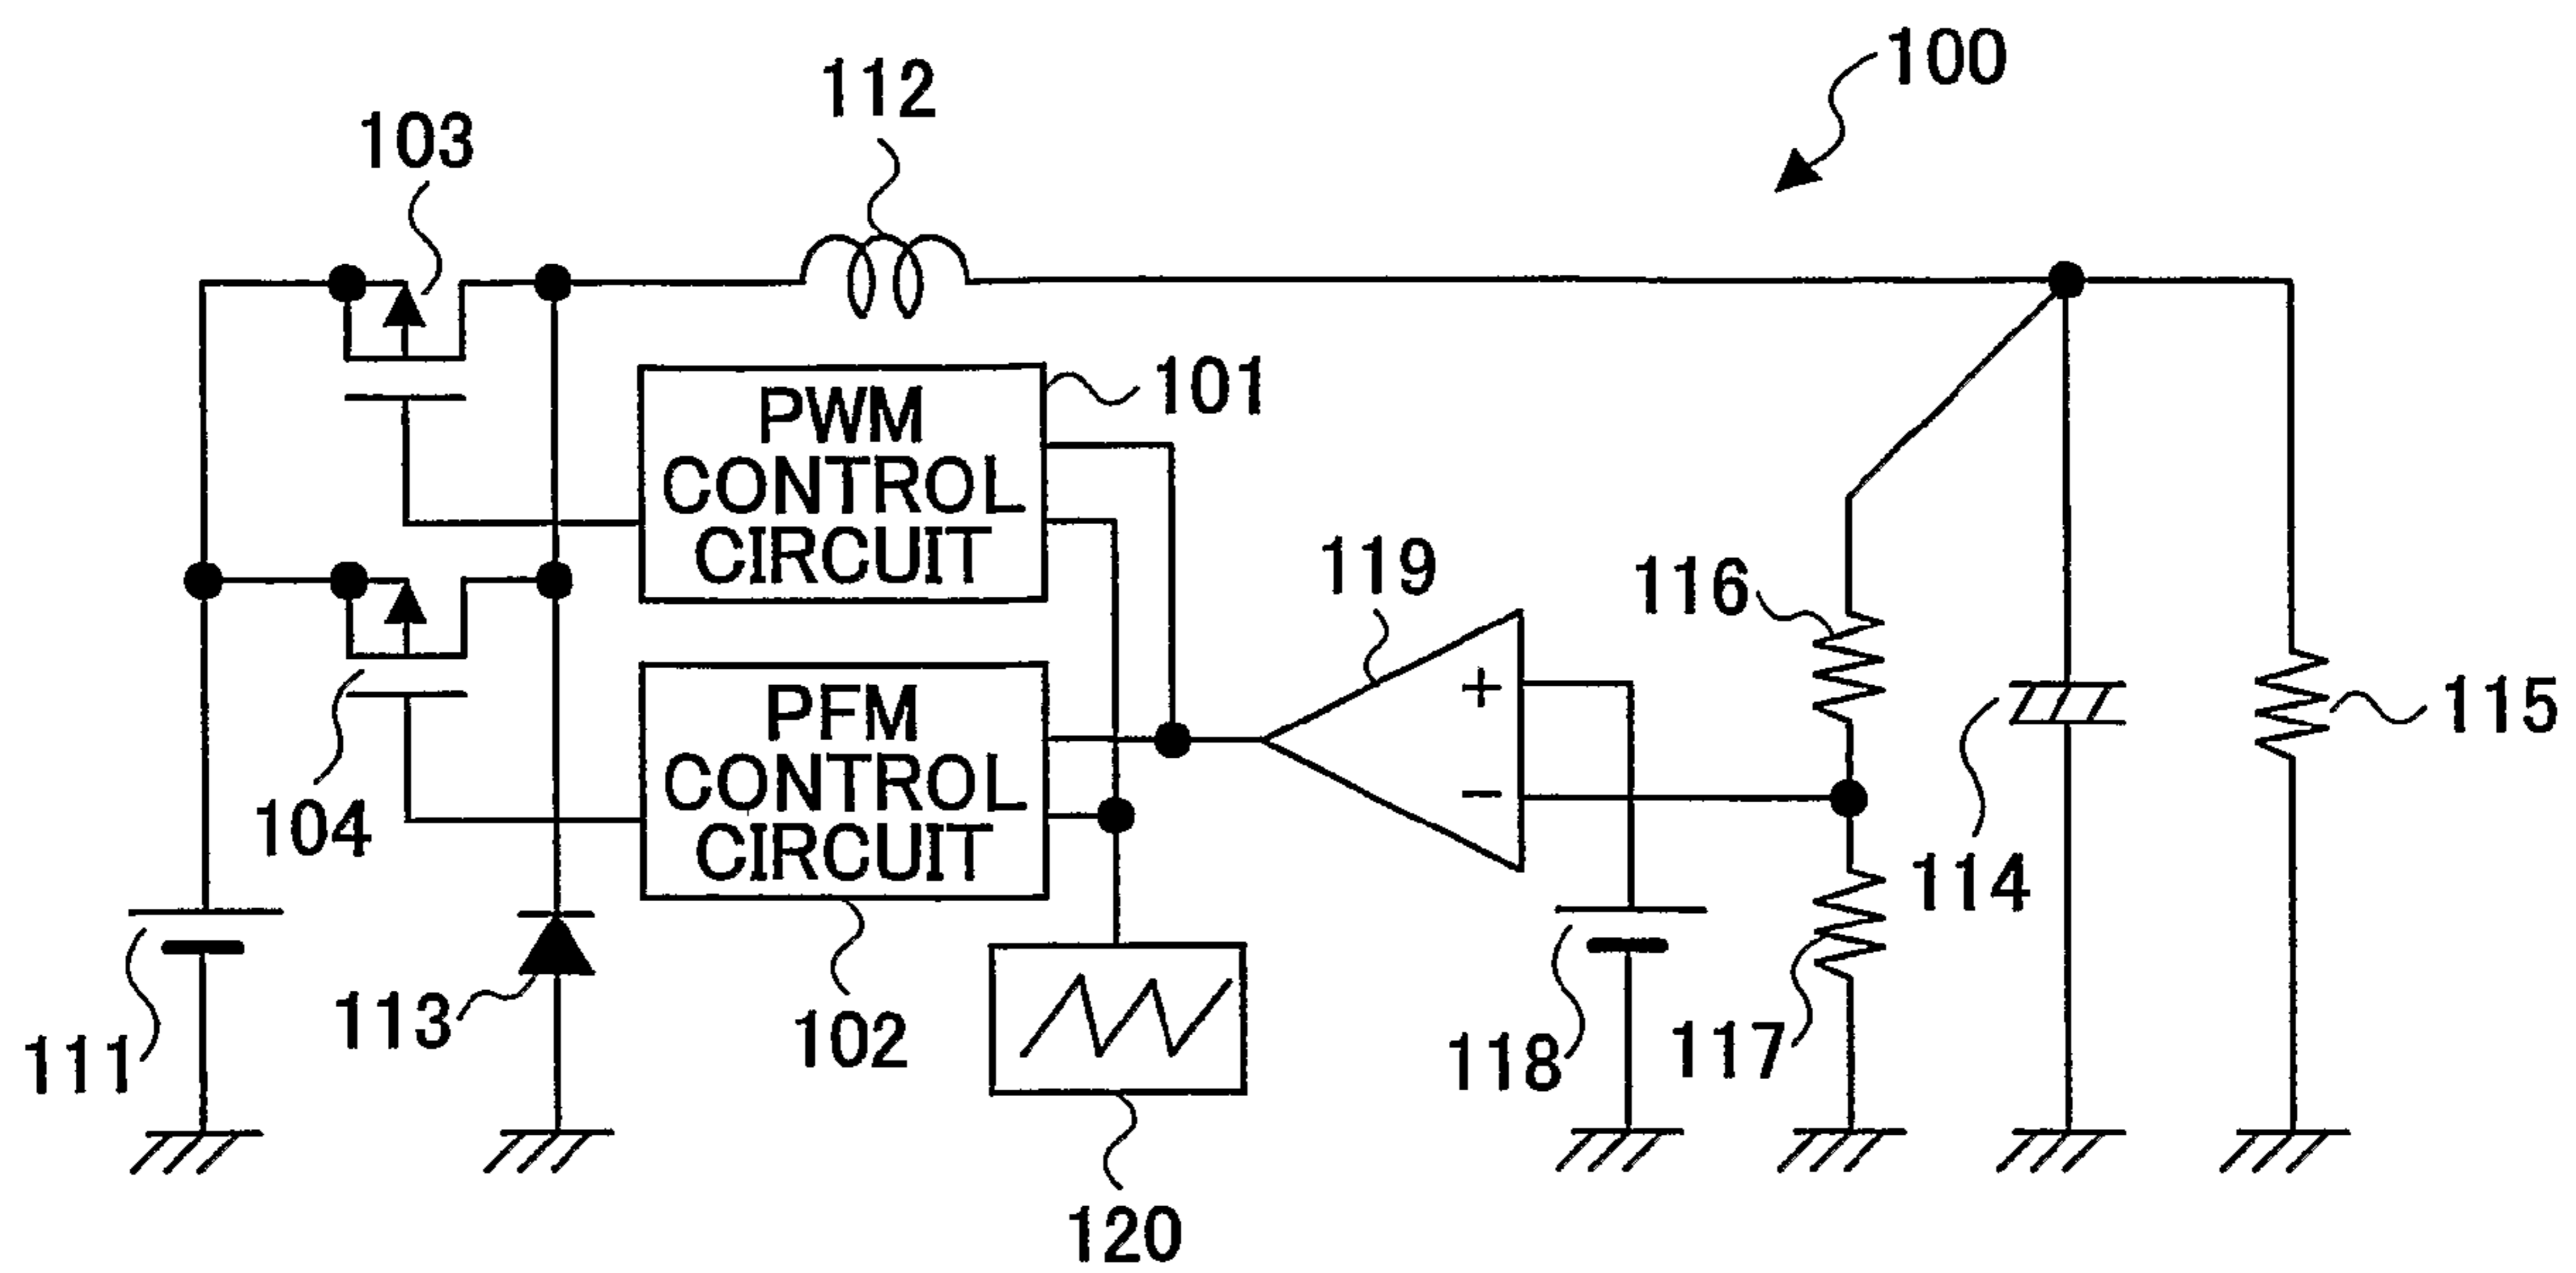 100
112
103
101
PWM
CONTROL
CIRCUIT
119
116
+
115
PFM
CONTROL
CIRCUIT
104
−
114
113
102
118
117
111
120